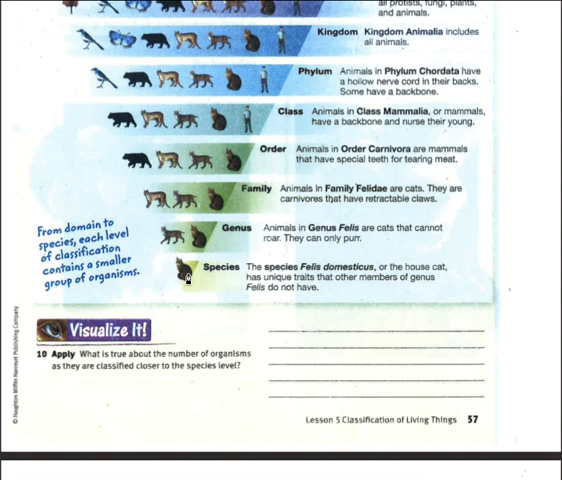 all protists, fungi, plants,
and animals.
Kingdom Kingdom Animalia includes
all animals.
Phylum Animals in Phylum Chordata have
a hollow nerve cord in their backs.
Some have a backbone.
Class Animals in Class Mammalia, or mammals,
have a backbone and nurse their young.
Order Animals in Order Carnivora are mammals
that have special teeth for tearing meat.
Family Animals in Family Felidae are cats. They are
carnivores that have retractable claws.
Genus Animals in Genus Felis are cats that cannot
roar. They can only purr.
Species The species Felis domesticus, or the house cat,
has unique traits that other members of genus
Felis do not have.
From domain to
species, each level
of classification
contains a smaller
group of organisms.
Visualize It!
10 Apply What is true about the number of organisms
as they are classified closer to the species level?
© Houghton Mifflin Harcourt Publishing Company
Lesson 5 Classification of Living Things 57